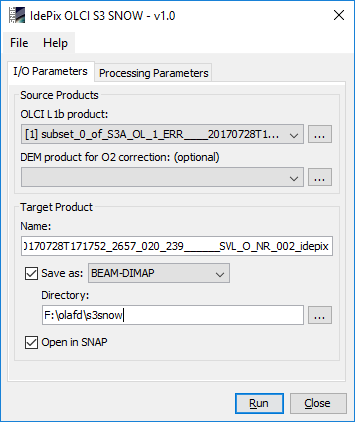 IdePix OLCI S3 SNOW - v1.0
File Help
I/O Parameters Processing Parameters
Source Products
OLCI L1b product:
[1] subset_0_of_S3A_OL_1_ERR____20170728T1... ...
DEM product for O2 correction: (optional)
...
Target Product
Name:
20170728T171752_2657_020_239______SVL_O_NR_002_idepix
Save as: BEAM-DIMAP
Directory:
F:\olafd\s3snow ...
Open in SNAP
Run Close